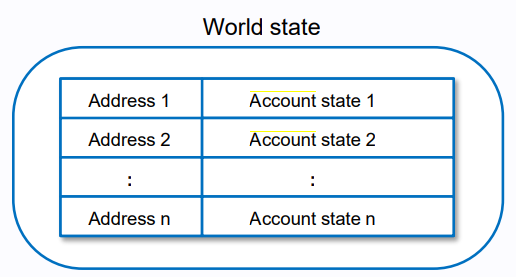 World state
Address 1 Account state 1
Address 2 Account state 2
: :
Address n Account state n